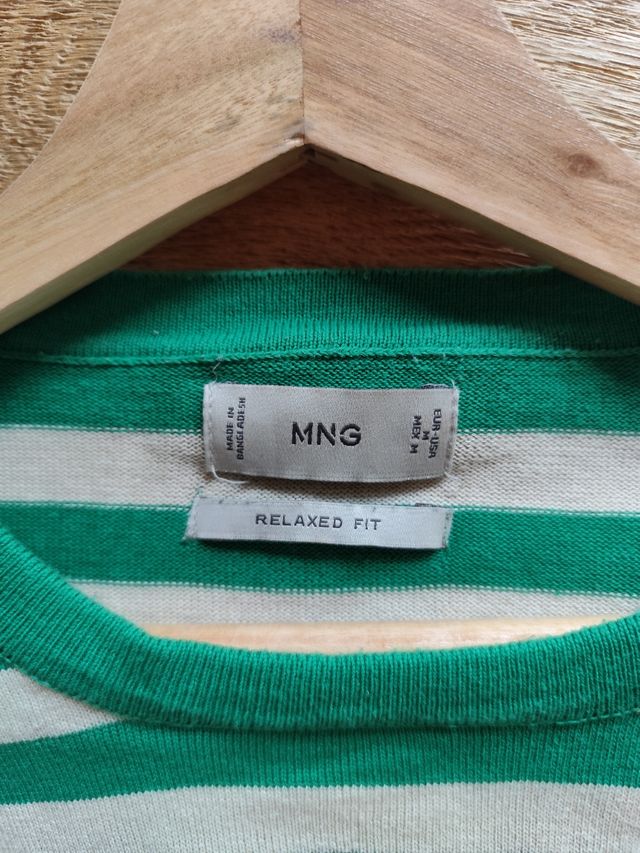 MADE IN
BANGLADESH
MNG
EUR-USA
M
MEX M
RELAXED FIT